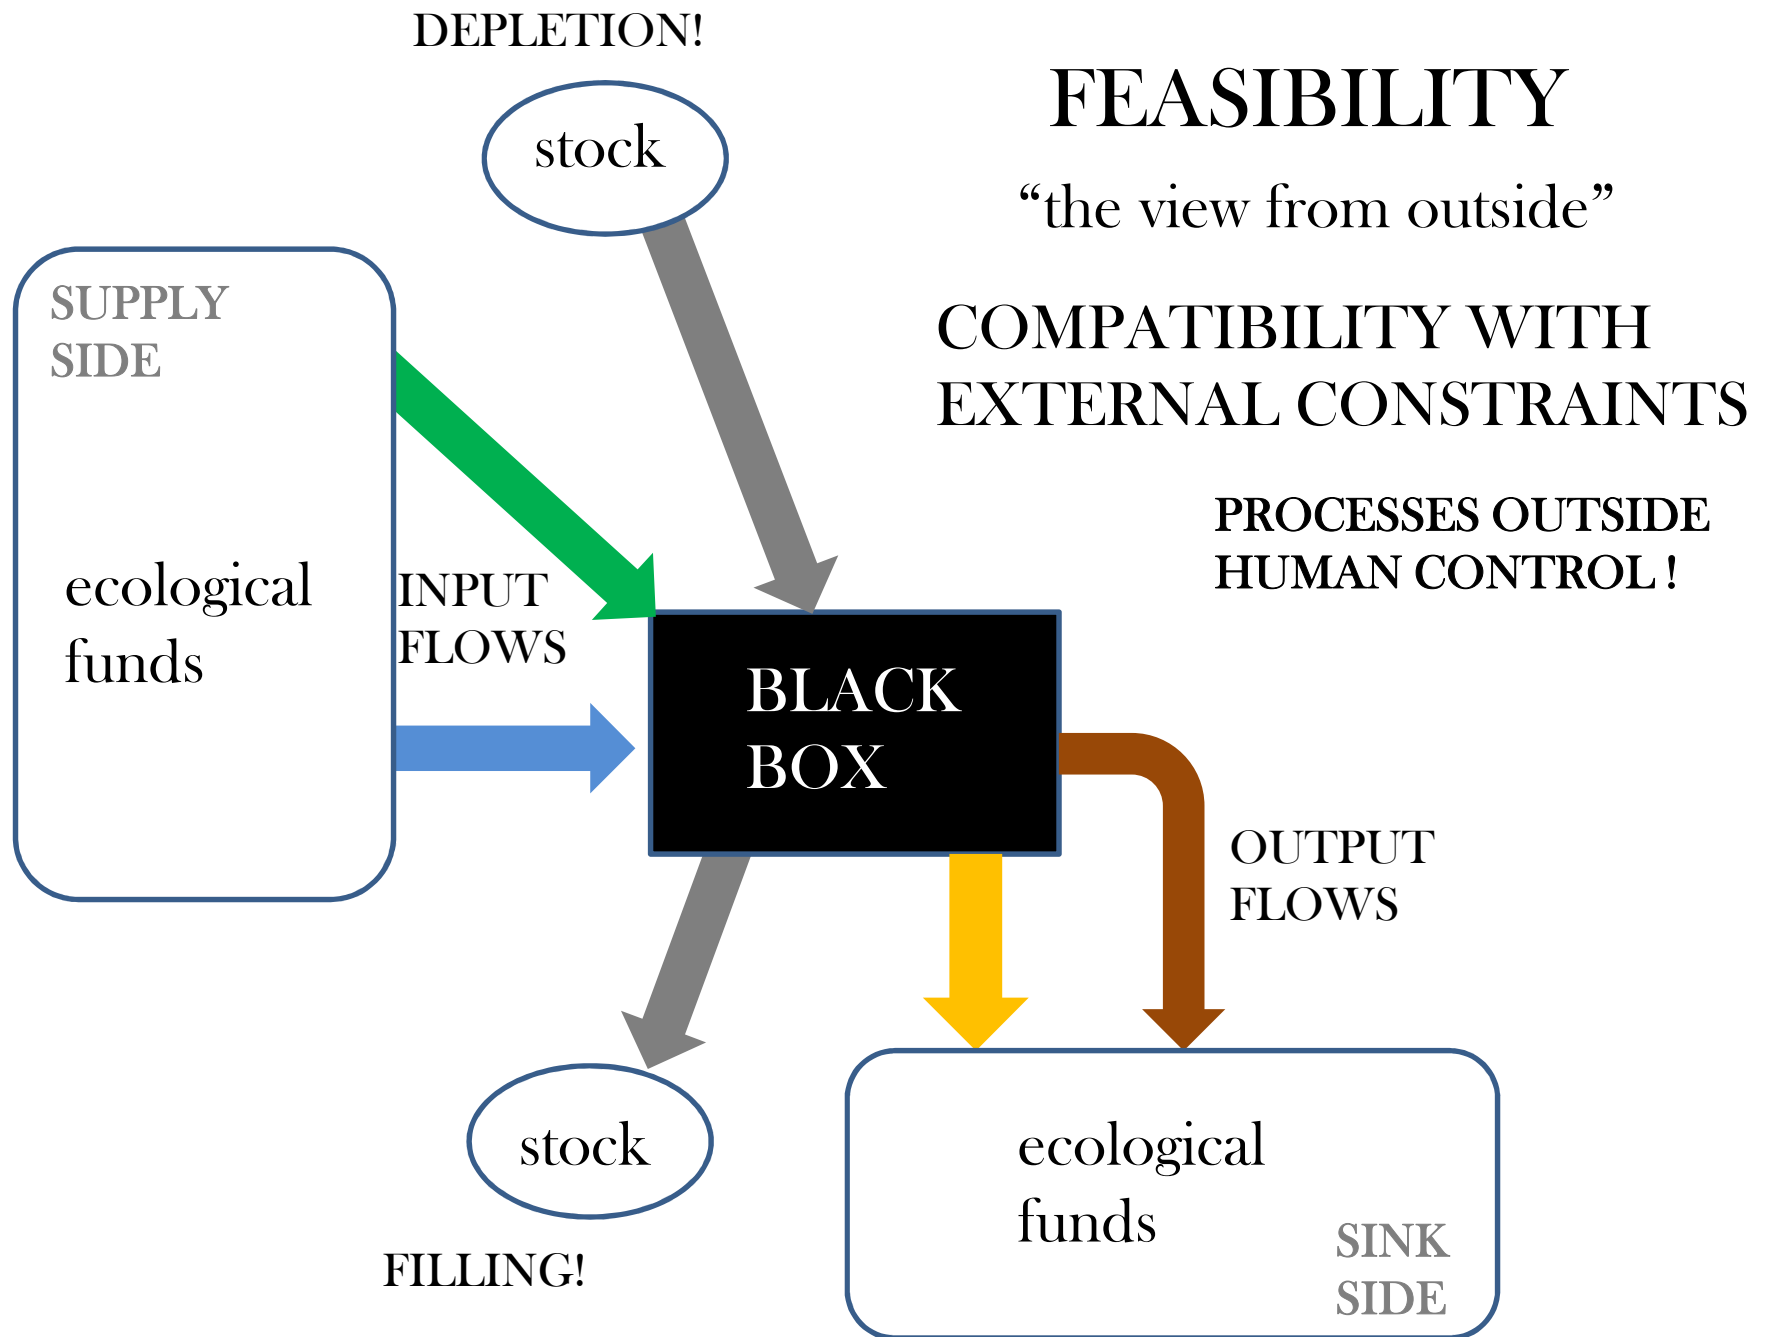 DEPLETION!
stock
FEASIBILITY
“the view from outside”
COMPATIBILITY WITH
EXTERNAL CONSTRAINTS
PROCESSES OUTSIDE
HUMAN CONTROL !
SUPPLY
SIDE
ecological
funds
INPUT
FLOWS
BLACK
BOX
OUTPUT
FLOWS
stock
FILLING!
ecological
funds
SINK
SIDE